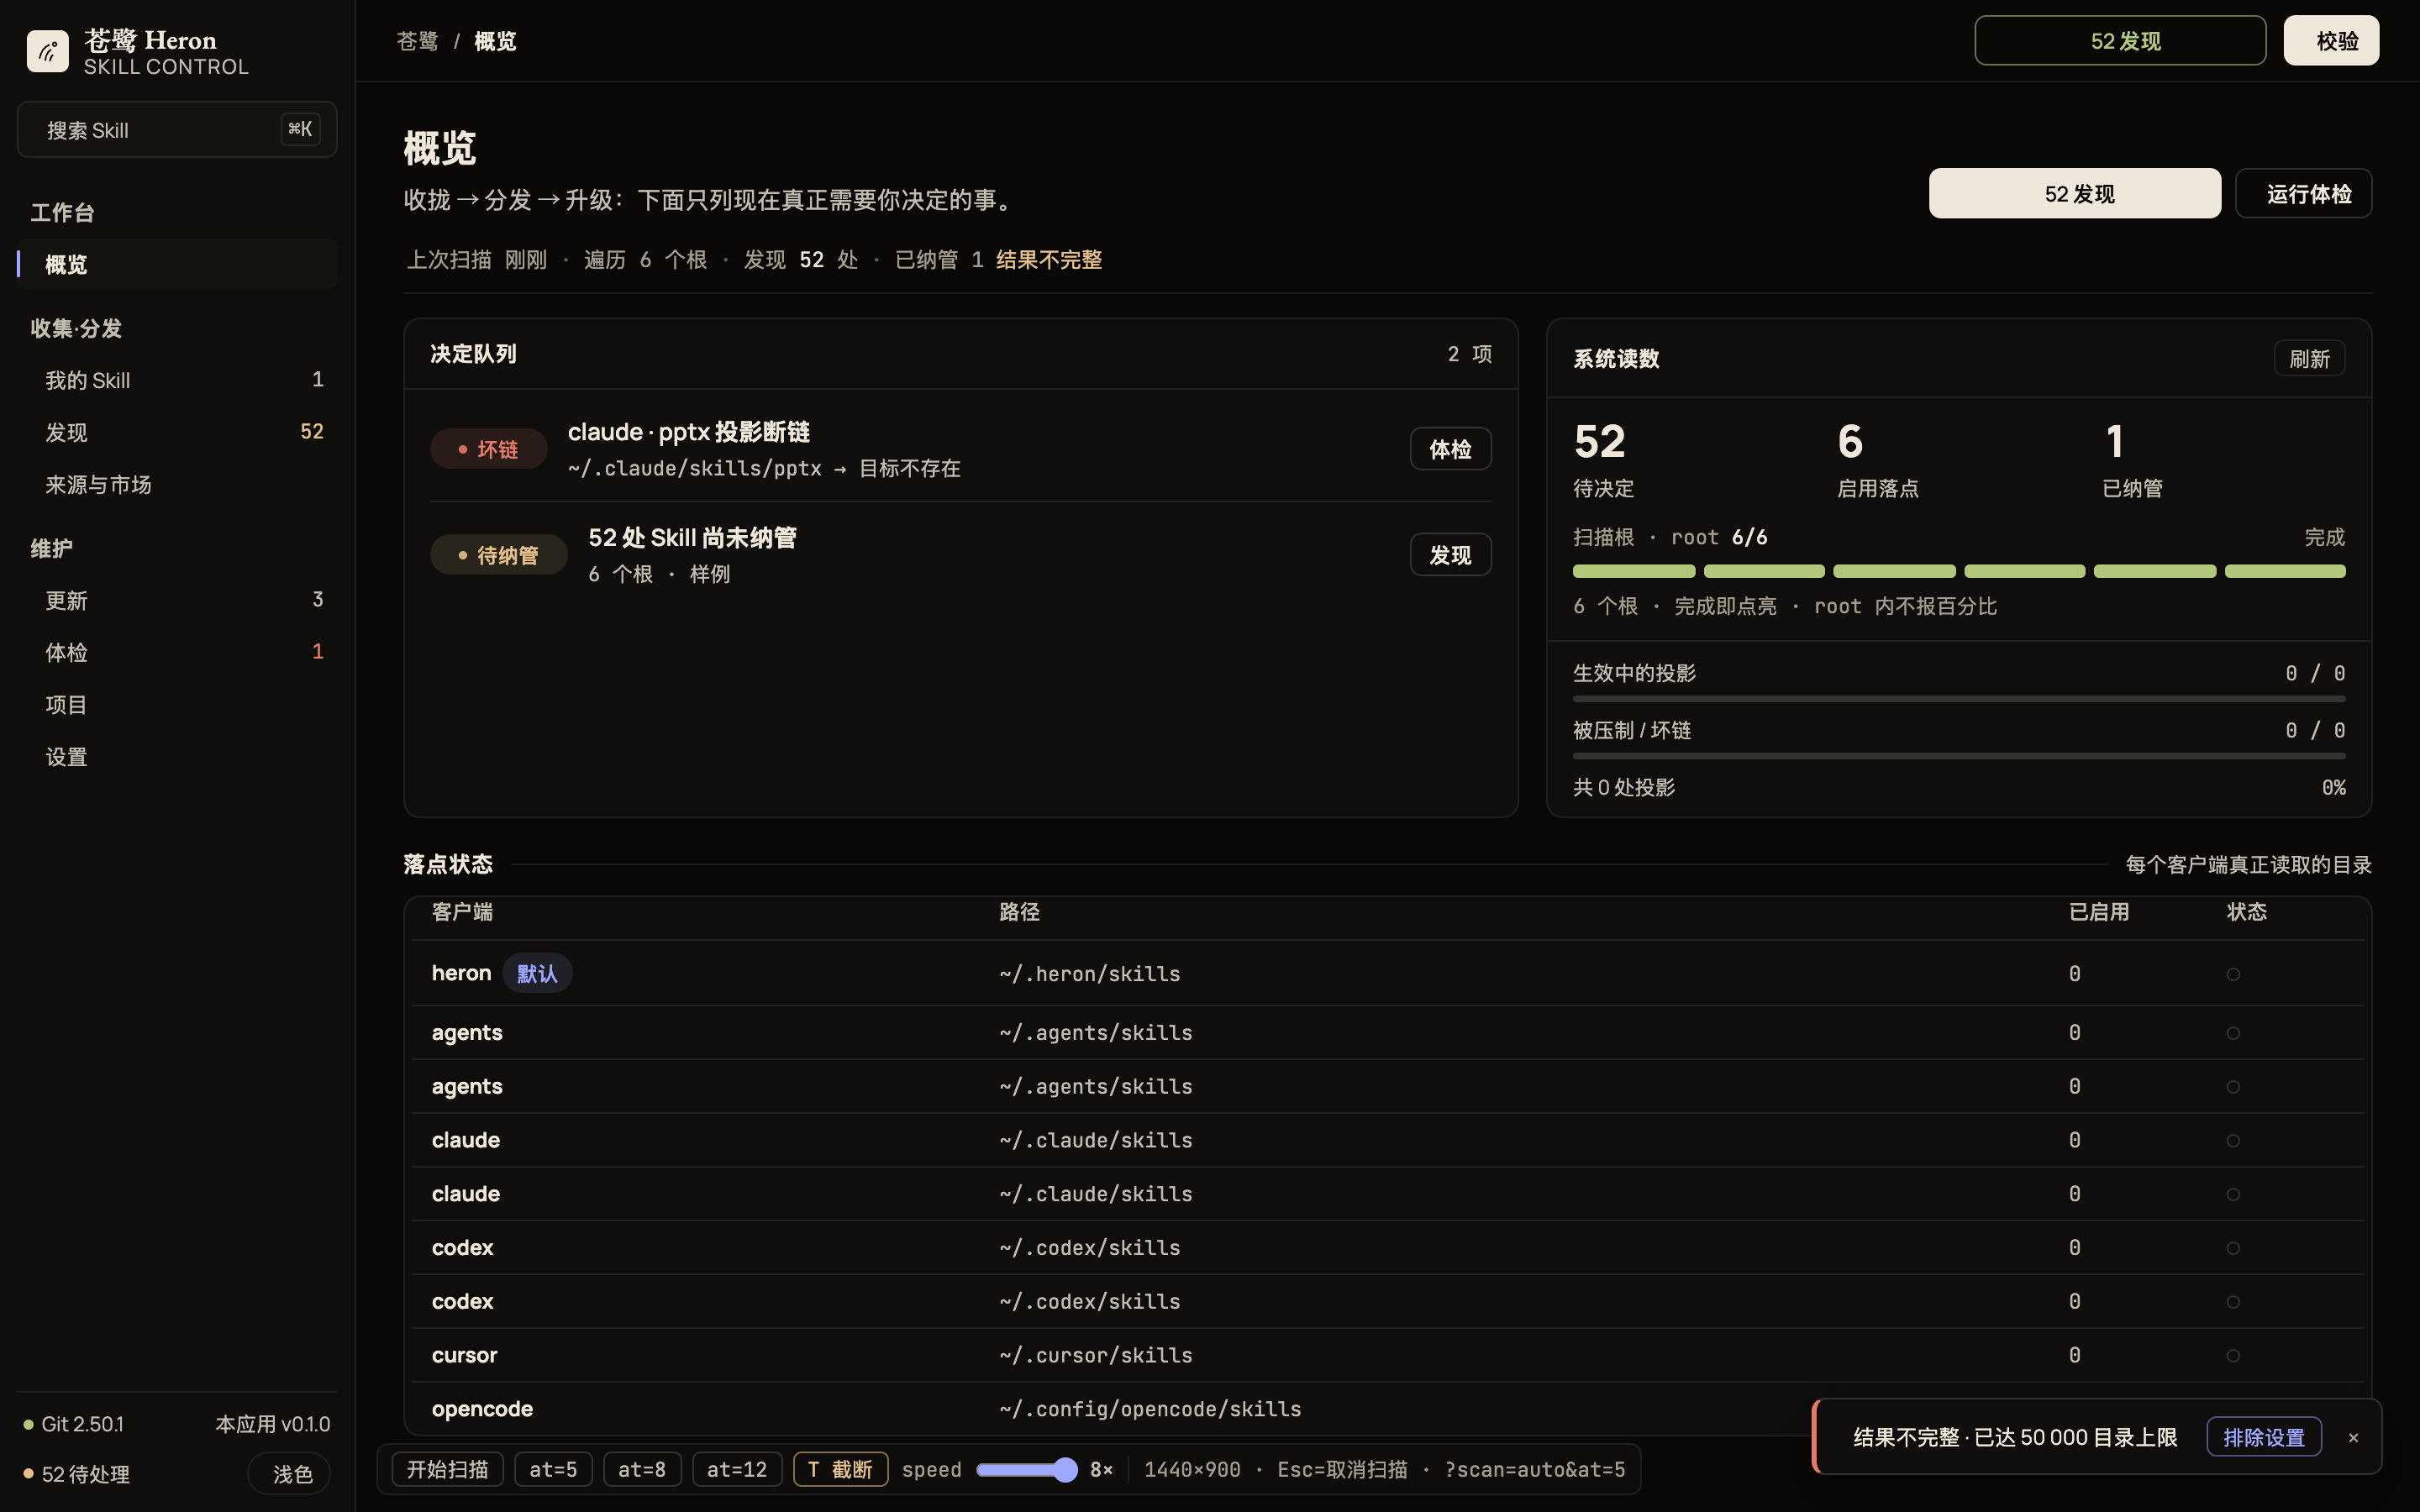 苍鹭 Heron
SKILL CONTROL
搜索 Skill ⌘K
工作台
概览
收集·分发
我的 Skill 1
发现 52
来源与市场
维护
更新 3
体检 1
项目
设置
Git 2.50.1 本应用 v0.1.0
52 待处理 浅色
苍鹭 / 概览 52 发现 校验
概览
收拢 → 分发 → 升级：下面只列现在真正需要你决定的事。
52 发现 运行体检
上次扫描 刚刚 · 遍历 6 个根 · 发现 52 处 · 已纳管 1 结果不完整
决定队列 2 项
坏链 claude · pptx 投影断链 体检
~/.claude/skills/pptx → 目标不存在
待纳管 52 处 Skill 尚未纳管 发现
6 个根 · 样例
系统读数 刷新
52 6 1
待决定 启用落点 已纳管
扫描根 · root 6/6 完成
6 个根 · 完成即点亮 · root 内不报百分比
生效中的投影 0 / 0
被压制 / 坏链 0 / 0
共 0 处投影 0%
落点状态 每个客户端真正读取的目录
客户端 路径 已启用 状态
heron 默认 ~/.heron/skills 0
agents ~/.agents/skills 0
agents ~/.agents/skills 0
claude ~/.claude/skills 0
claude ~/.claude/skills 0
codex ~/.codex/skills 0
codex ~/.codex/skills 0
cursor ~/.cursor/skills 0
opencode ~/.config/opencode/skills
结果不完整 · 已达 50 000 目录上限 排除设置 ×
开始扫描 at=5 at=8 at=12 T 截断 speed 8× 1440×900 · Esc=取消扫描 · ?scan=auto&at=5